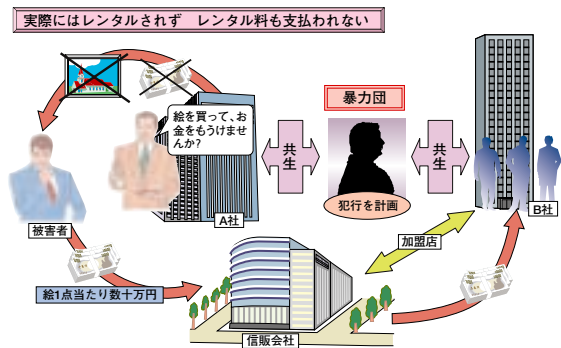 実際にはレンタルされず　レンタル料も支払われない
絵を買って、お
金をもうけませ
んか?
暴力団
共生
共生
犯行を計画
A社
B社
被害者
加盟店
絵1点当たり数十万円
信販会社